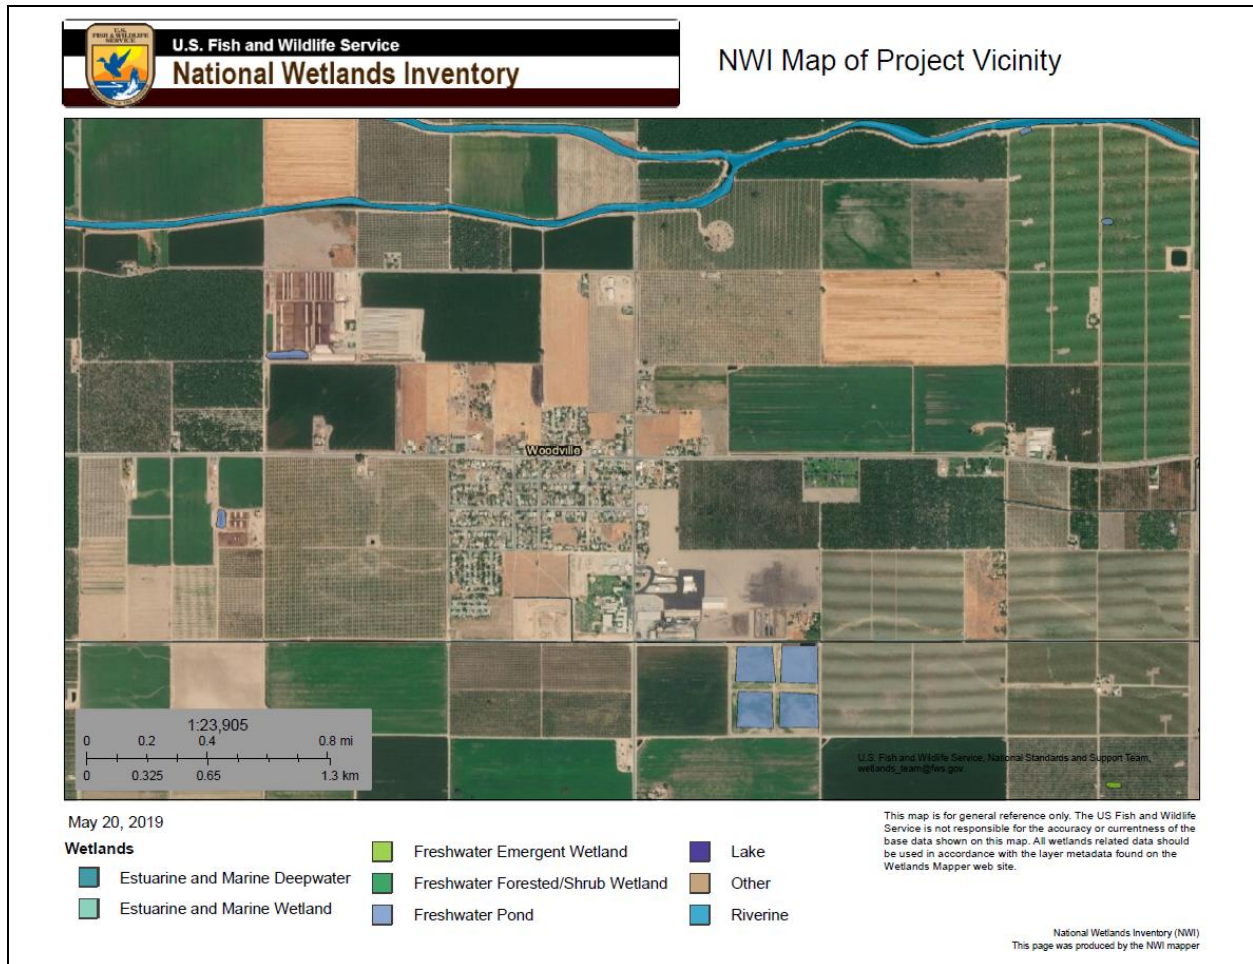 U.S.
FISH & WILDLIFE
SERVICE
U.S. Fish and Wildlife Service
National Wetlands Inventory
NWI Map of Project Vicinity
Woodville
1:23,905
0 0.2 0.4 0.8 mi
0 0.325 0.65 1.3 km
U.S. Fish and Wildlife Service, National Standards and Support Team,
wetlands_team@fws.gov
May 20, 2019
Wetlands
Estuarine and Marine Deepwater
Estuarine and Marine Wetland
Freshwater Emergent Wetland
Freshwater Forested/Shrub Wetland
Freshwater Pond
Lake
Other
Riverine
This map is for general reference only. The US Fish and Wildlife
Service is not responsible for the accuracy or currentness of the
base data shown on this map. All wetlands related data should
be used in accordance with the layer metadata found on the
Wetlands Mapper web site.
National Wetlands Inventory (NWI)
This page was produced by the NWI mapper